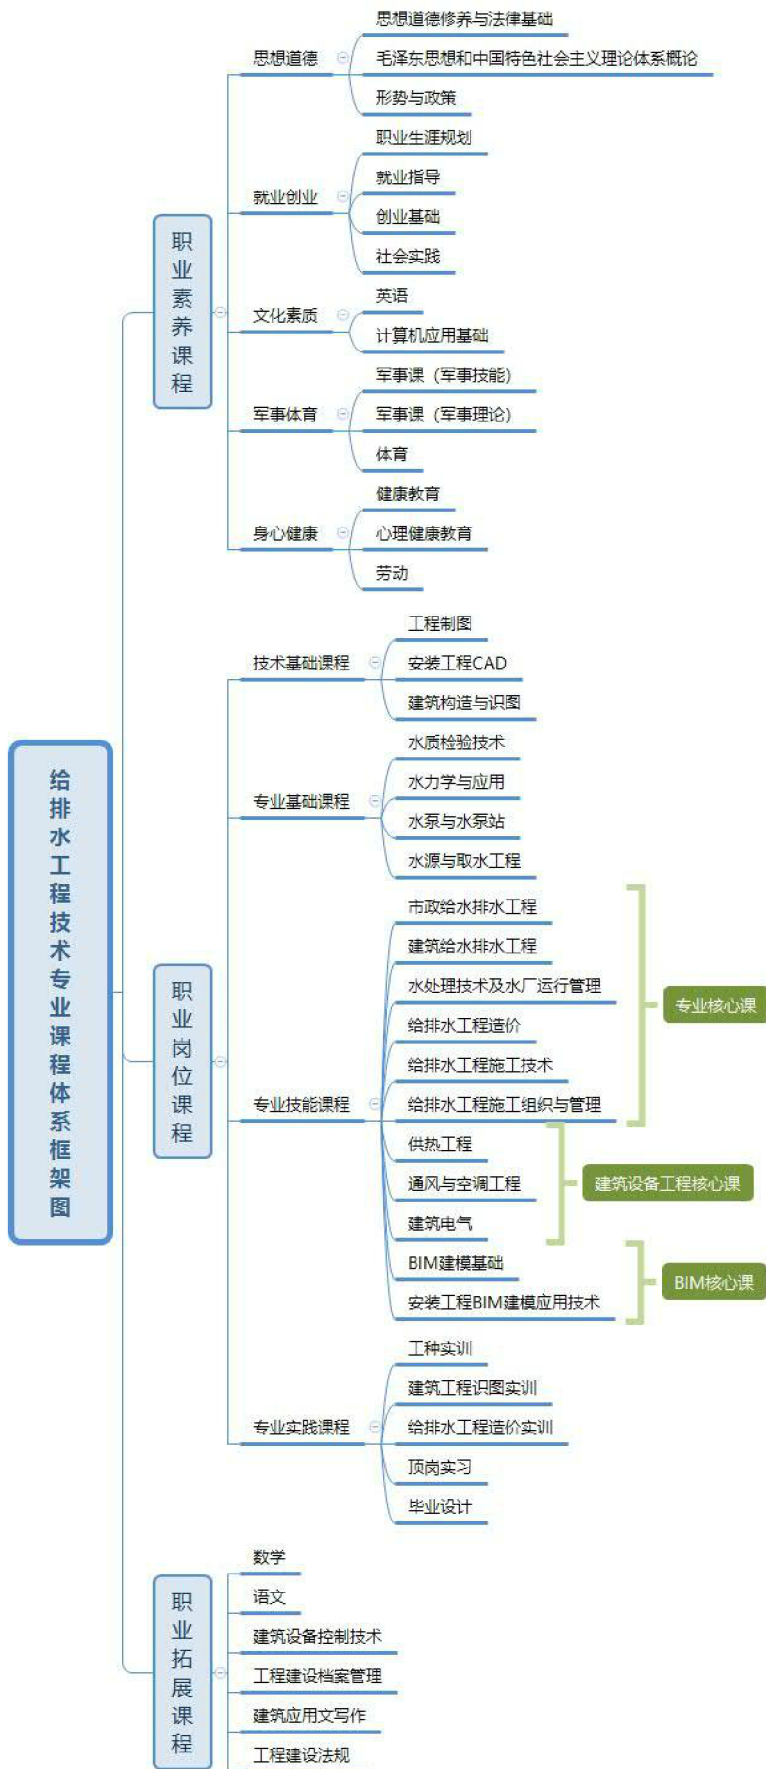 给排水工程技术专业课程体系框架图
职业素养课程
思想道德
思想道德修养与法律基础
毛泽东思想和中国特色社会主义理论体系概论
形势与政策
就业创业
职业生涯规划
就业指导
创业基础
社会实践
文化素质
英语
计算机应用基础
军事体育
军事课（军事技能）
军事课（军事理论）
体育
身心健康
健康教育
心理健康教育
劳动
职业岗位课程
技术基础课程
工程制图
安装工程CAD
建筑构造与识图
专业基础课程
水质检验技术
水力学与应用
水泵与水泵站
水源与取水工程
专业技能课程
市政给水排水工程
建筑给水排水工程
水处理技术及水厂运行管理
给排水工程造价
给排水工程施工技术
给排水工程施工组织与管理
专业核心课
供热工程
通风与空调工程
建筑电气
建筑设备工程核心课
BIM建模基础
安装工程BIM建模应用技术
BIM核心课
专业实践课程
工种实训
建筑工程识图实训
给排水工程造价实训
顶岗实习
毕业设计
职业拓展课程
数学
语文
建筑设备控制技术
工程建设档案管理
建筑应用文写作
工程建设法规